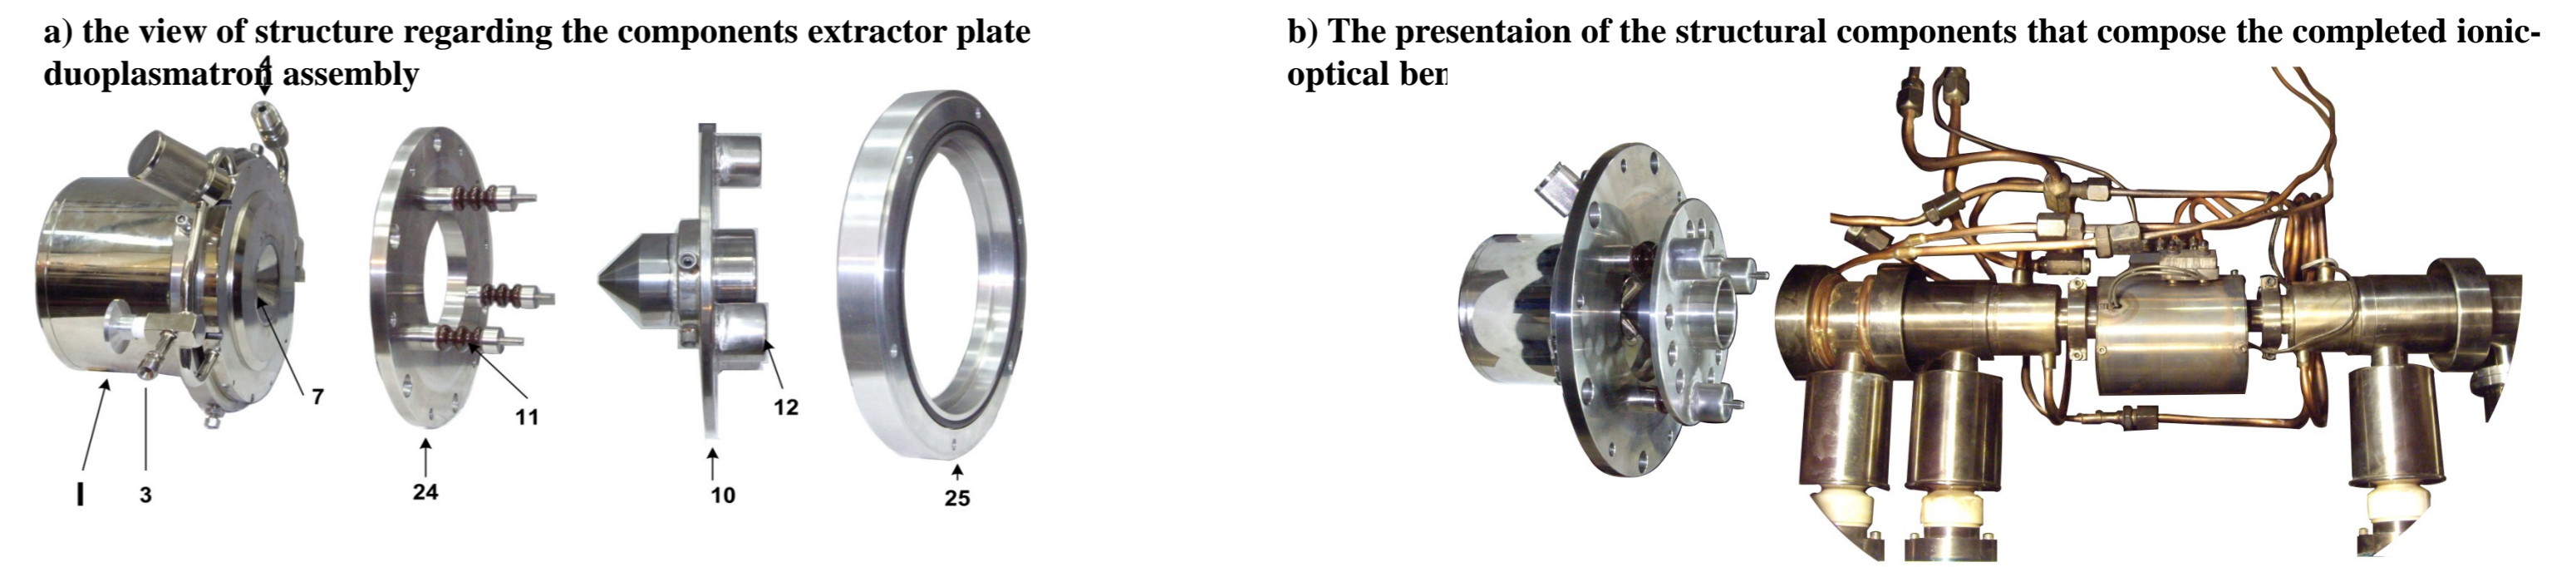 a) the view of structure regarding the components extractor plate
duoplasmatron assembly
4
7
11
12
I 3 24 10 25
b) The presentaion of the structural components that compose the completed ionic-
optical ben